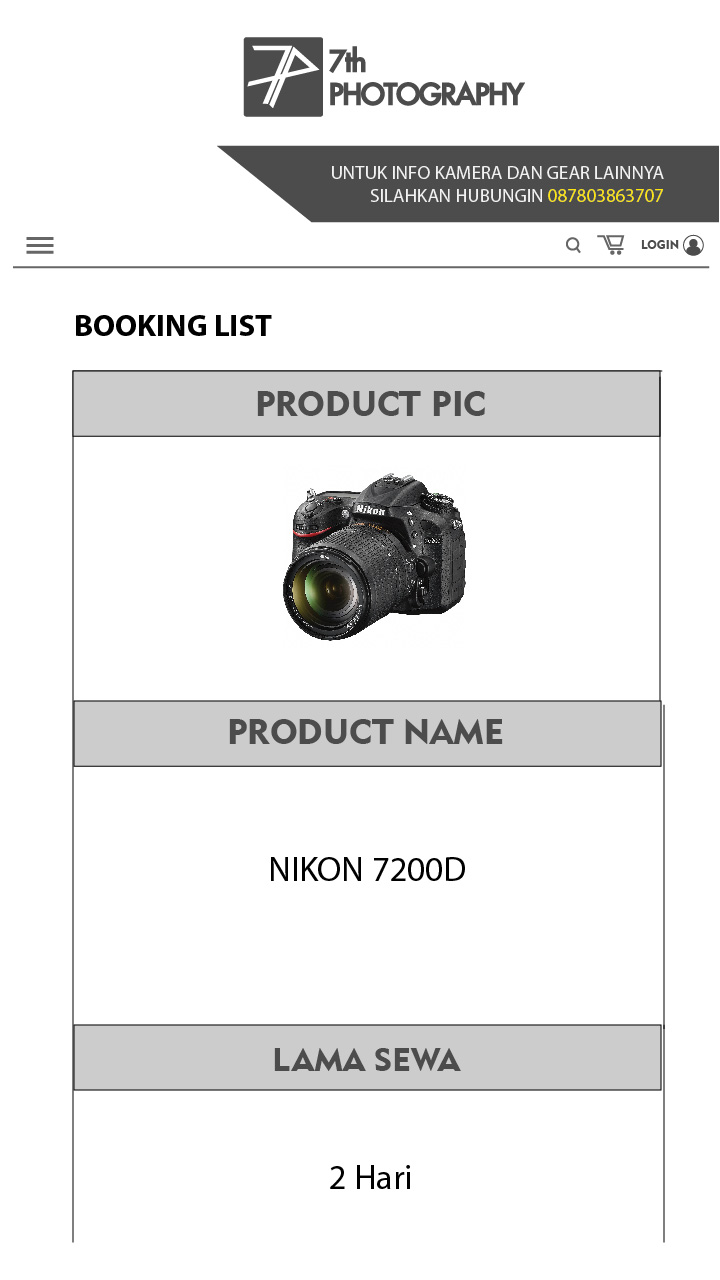 7th
PHOTOGRAPHY
UNTUK INFO KAMERA DAN GEAR LAINNYA
SILAHKAN HUBUNGIN 087803863707
LOGIN
BOOKING LIST
PRODUCT PIC
Nikon
PRODUCT NAME
NIKON 7200D
LAMA SEWA
2 Hari